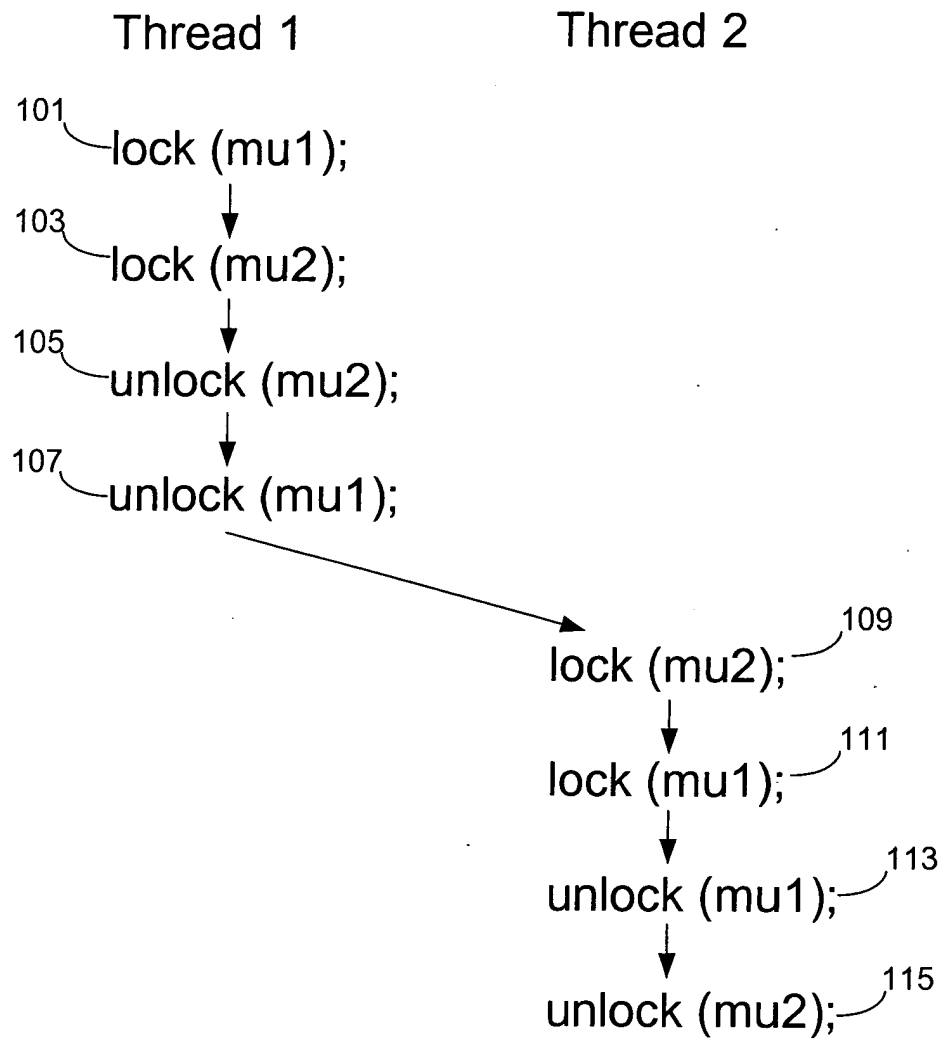 Thread 1
Thread 2
101
lock (mu1);
103
lock (mu2);
105
unlock (mu2);
107
unlock (mu1);
109
lock (mu2);
111
lock (mu1);
113
unlock (mu1);
115
unlock (mu2);